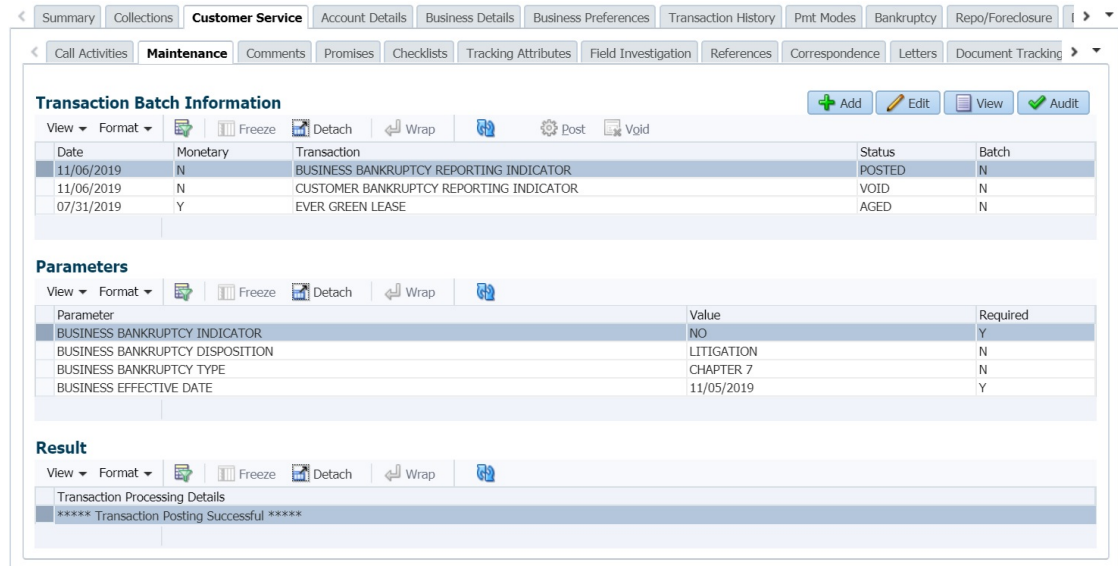 Summary Collections Customer Service Account Details Business Details Business Preferences Transaction History Pmt Modes Bankruptcy Repo/Foreclosure
Call Activities Maintenance Comments Promises Checklists Tracking Attributes Field Investigation References Correspondence Letters Document Tracking
Transaction Batch Information Add Edit View Audit
View Format Freeze Detach Wrap Post Void
Date Monetary Transaction Status Batch
11/06/2019 N BUSINESS BANKRUPTCY REPORTING INDICATOR POSTED N
11/06/2019 N CUSTOMER BANKRUPTCY REPORTING INDICATOR VOID N
07/31/2019 Y EVER GREEN LEASE AGED N
Parameters
View Format Freeze Detach Wrap
Parameter Value Required
BUSINESS BANKRUPTCY INDICATOR NO Y
BUSINESS BANKRUPTCY DISPOSITION LITIGATION N
BUSINESS BANKRUPTCY TYPE CHAPTER 7 N
BUSINESS EFFECTIVE DATE 11/05/2019 Y
Result
View Format Freeze Detach Wrap
Transaction Processing Details
***** Transaction Posting Successful *****